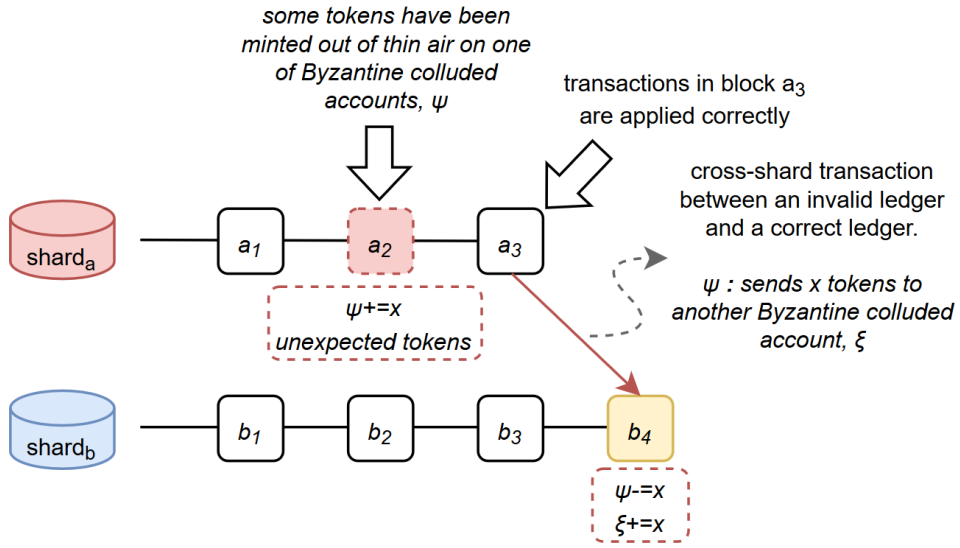 some tokens have been
minted out of thin air on one
of Byzantine colluded
accounts, ψ
transactions in block a₃
are applied correctly
cross-shard transaction
between an invalid ledger
and a correct ledger.
ψ : sends x tokens to
another Byzantine colluded
account, ξ
shardₐ
a₁
a₂
a₃
ψ+=x
unexpected tokens
shard_b
b₁
b₂
b₃
b₄
ψ-=x
ξ+=x